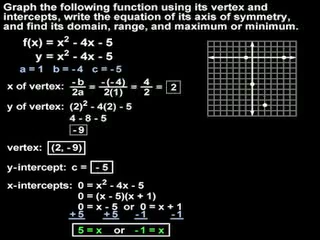 Graph the following function using its vertex and
intercepts, write the equation of its axis of symmetry,
and find its domain, range, and maximum or minimum.
f(x) = x² - 4x - 5
y = x² - 4x - 5
a = 1 b = - 4 c = - 5
x of vertex: -b/2a = -(-4)/2(1) = 4/2 = 2
y of vertex: (2)² - 4(2) - 5
4 - 8 - 5
- 9
vertex: (2, - 9)
y-intercept: c = - 5
x-intercepts: 0 = x² - 4x - 5
0 = (x - 5)(x + 1)
0 = x - 5 or 0 = x + 1
+ 5 + 5 - 1 - 1
5 = x or - 1 = x